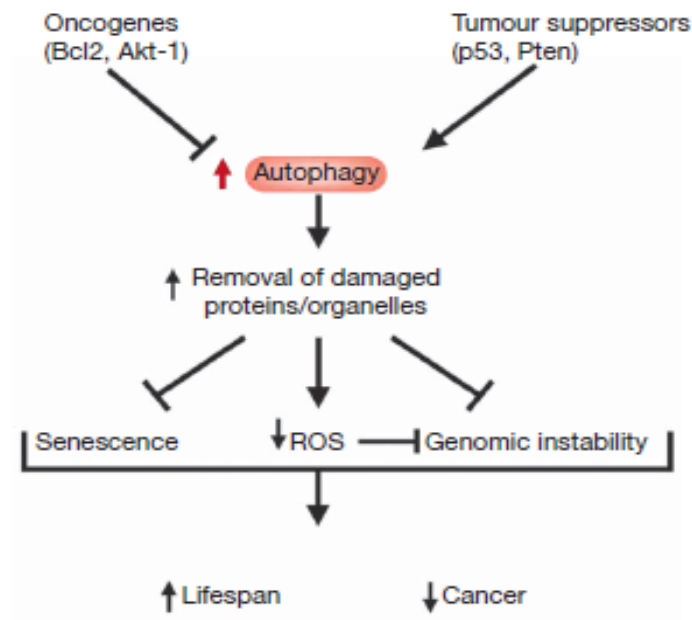 Oncogenes
(Bcl2, Akt-1)
Tumour suppressors
(p53, Pten)
Autophagy
Removal of damaged
proteins/organelles
Senescence
ROS
Genomic instability
Lifespan
Cancer